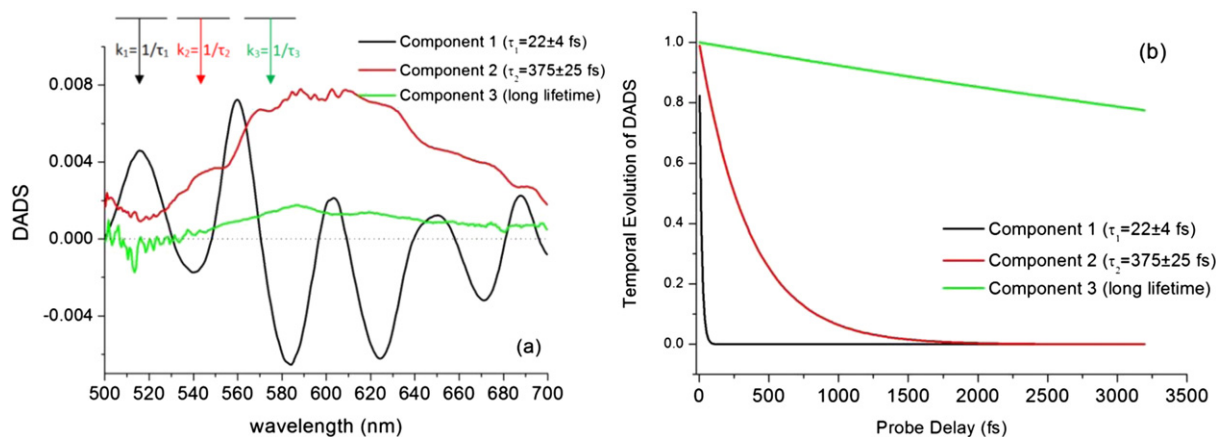 k₁= 1/τ₁ k₂= 1/τ₂ k₃= 1/τ₃
Component 1 (τ₁=22±4 fs)
Component 2 (τ₂=375±25 fs)
Component 3 (long lifetime)
DADS
0.008
0.004
0.000
-0.004
(a)
500 520 540 560 580 600 620 640 660 680 700
wavelength (nm)
(b)
Temporal Evolution of DADS
1.0
0.8
0.6
0.4
0.2
0.0
Component 1 (τ₁=22±4 fs)
Component 2 (τ₂=375±25 fs)
Component 3 (long lifetime)
0 500 1000 1500 2000 2500 3000 3500
Probe Delay (fs)